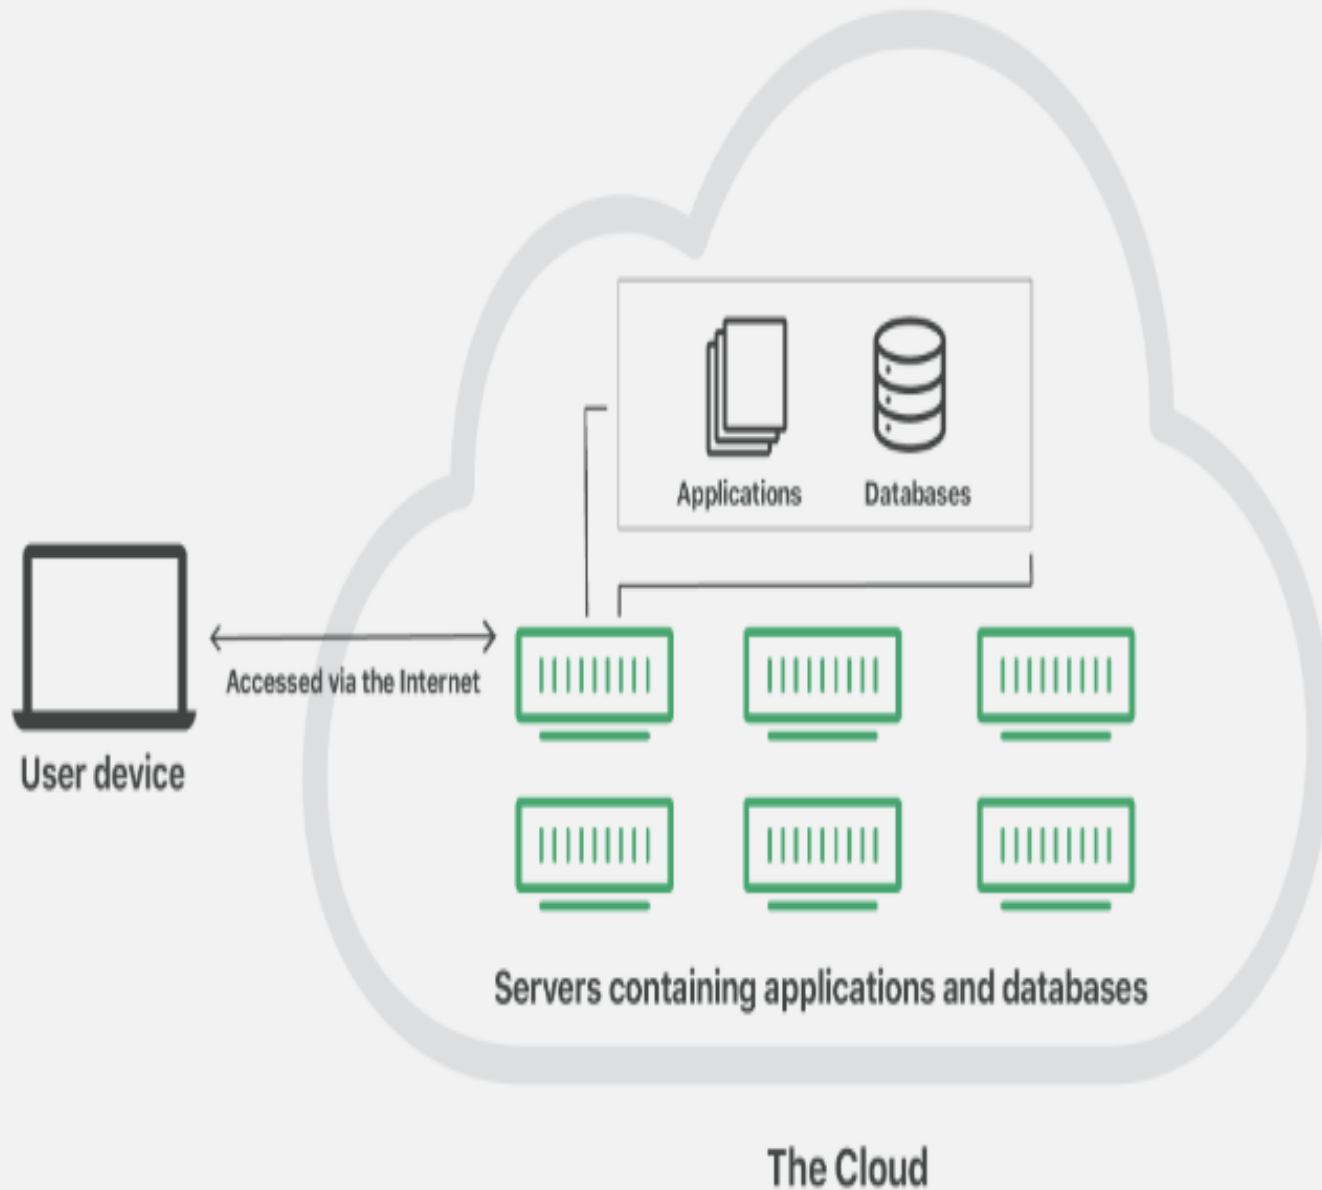 Applications
Databases
Accessed via the Internet
User device
Servers containing applications and databases
The Cloud